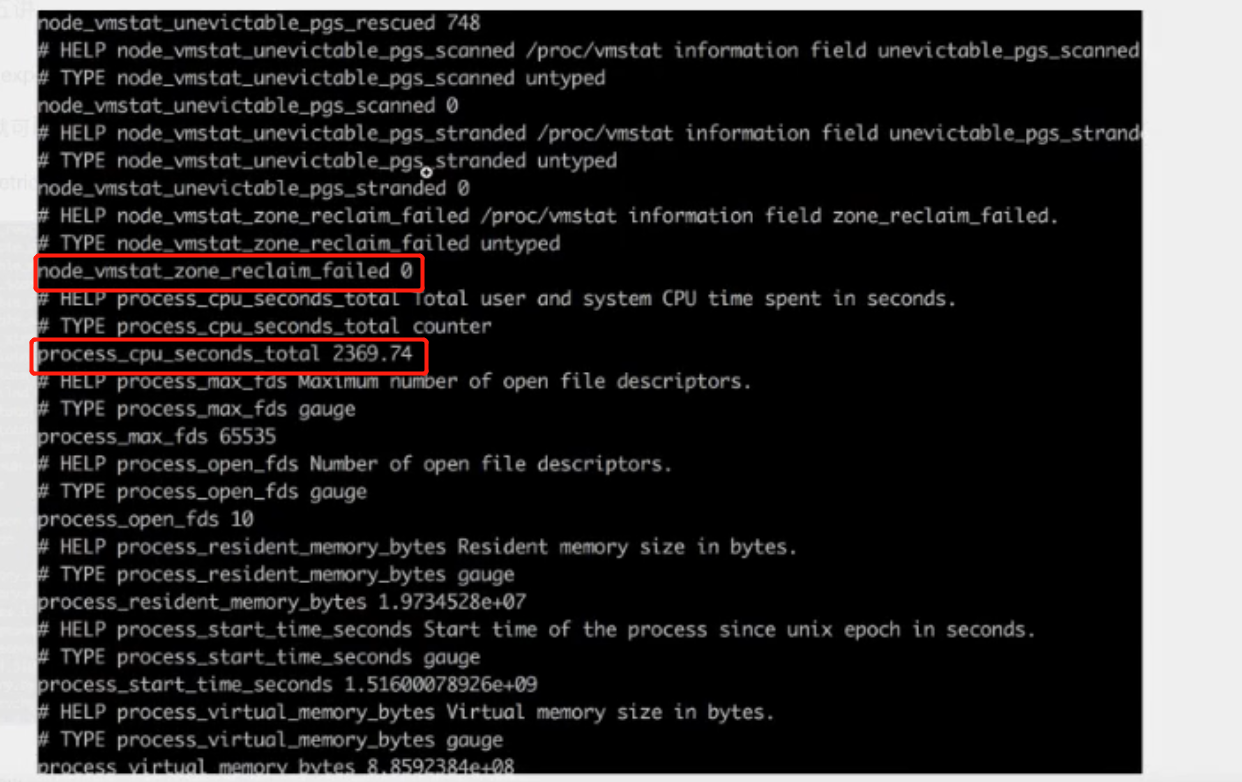 node_vmstat_unevictable_pgs_rescued 748
# HELP node_vmstat_unevictable_pgs_scanned /proc/vmstat information field unevictable_pgs_scanned
# TYPE node_vmstat_unevictable_pgs_scanned untyped
node_vmstat_unevictable_pgs_scanned 0
# HELP node_vmstat_unevictable_pgs_stranded /proc/vmstat information field
# TYPE node_vmstat_unevictable_pgs_stranded untyped
node_vmstat_unevictable_pgs_stranded 0
# HELP node_vmstat_zone_reclaim_failed /proc/vmstat information field zone_reclaim_failed.
# TYPE node_vmstat_zone_reclaim_failed untyped
node_vmstat_zone_reclaim_failed 0
# HELP process_cpu_seconds_total Total user and system CPU time spent in seconds.
# TYPE process_cpu_seconds_total counter
process_cpu_seconds_total 2369.74
# HELP process_max_fds Maximum number of open file descriptors.
# TYPE process_max_fds gauge
process_max_fds 65535
# HELP process_open_fds Number of open file descriptors.
# TYPE process_open_fds gauge
process_open_fds 10
# HELP process_resident_memory_bytes Resident memory size in bytes.
# TYPE process_resident_memory_bytes gauge
process_resident_memory_bytes 1.9734528e+07
# HELP process_start_time_seconds Start time of the process since unix epoch in seconds.
# TYPE process_start_time_seconds gauge
process_start_time_seconds 1.51600078926e+09
# HELP process_virtual_memory_bytes Virtual memory size in bytes.
# TYPE process_virtual_memory_bytes gauge
process_virtual_memory_bytes 8.8592384e+08